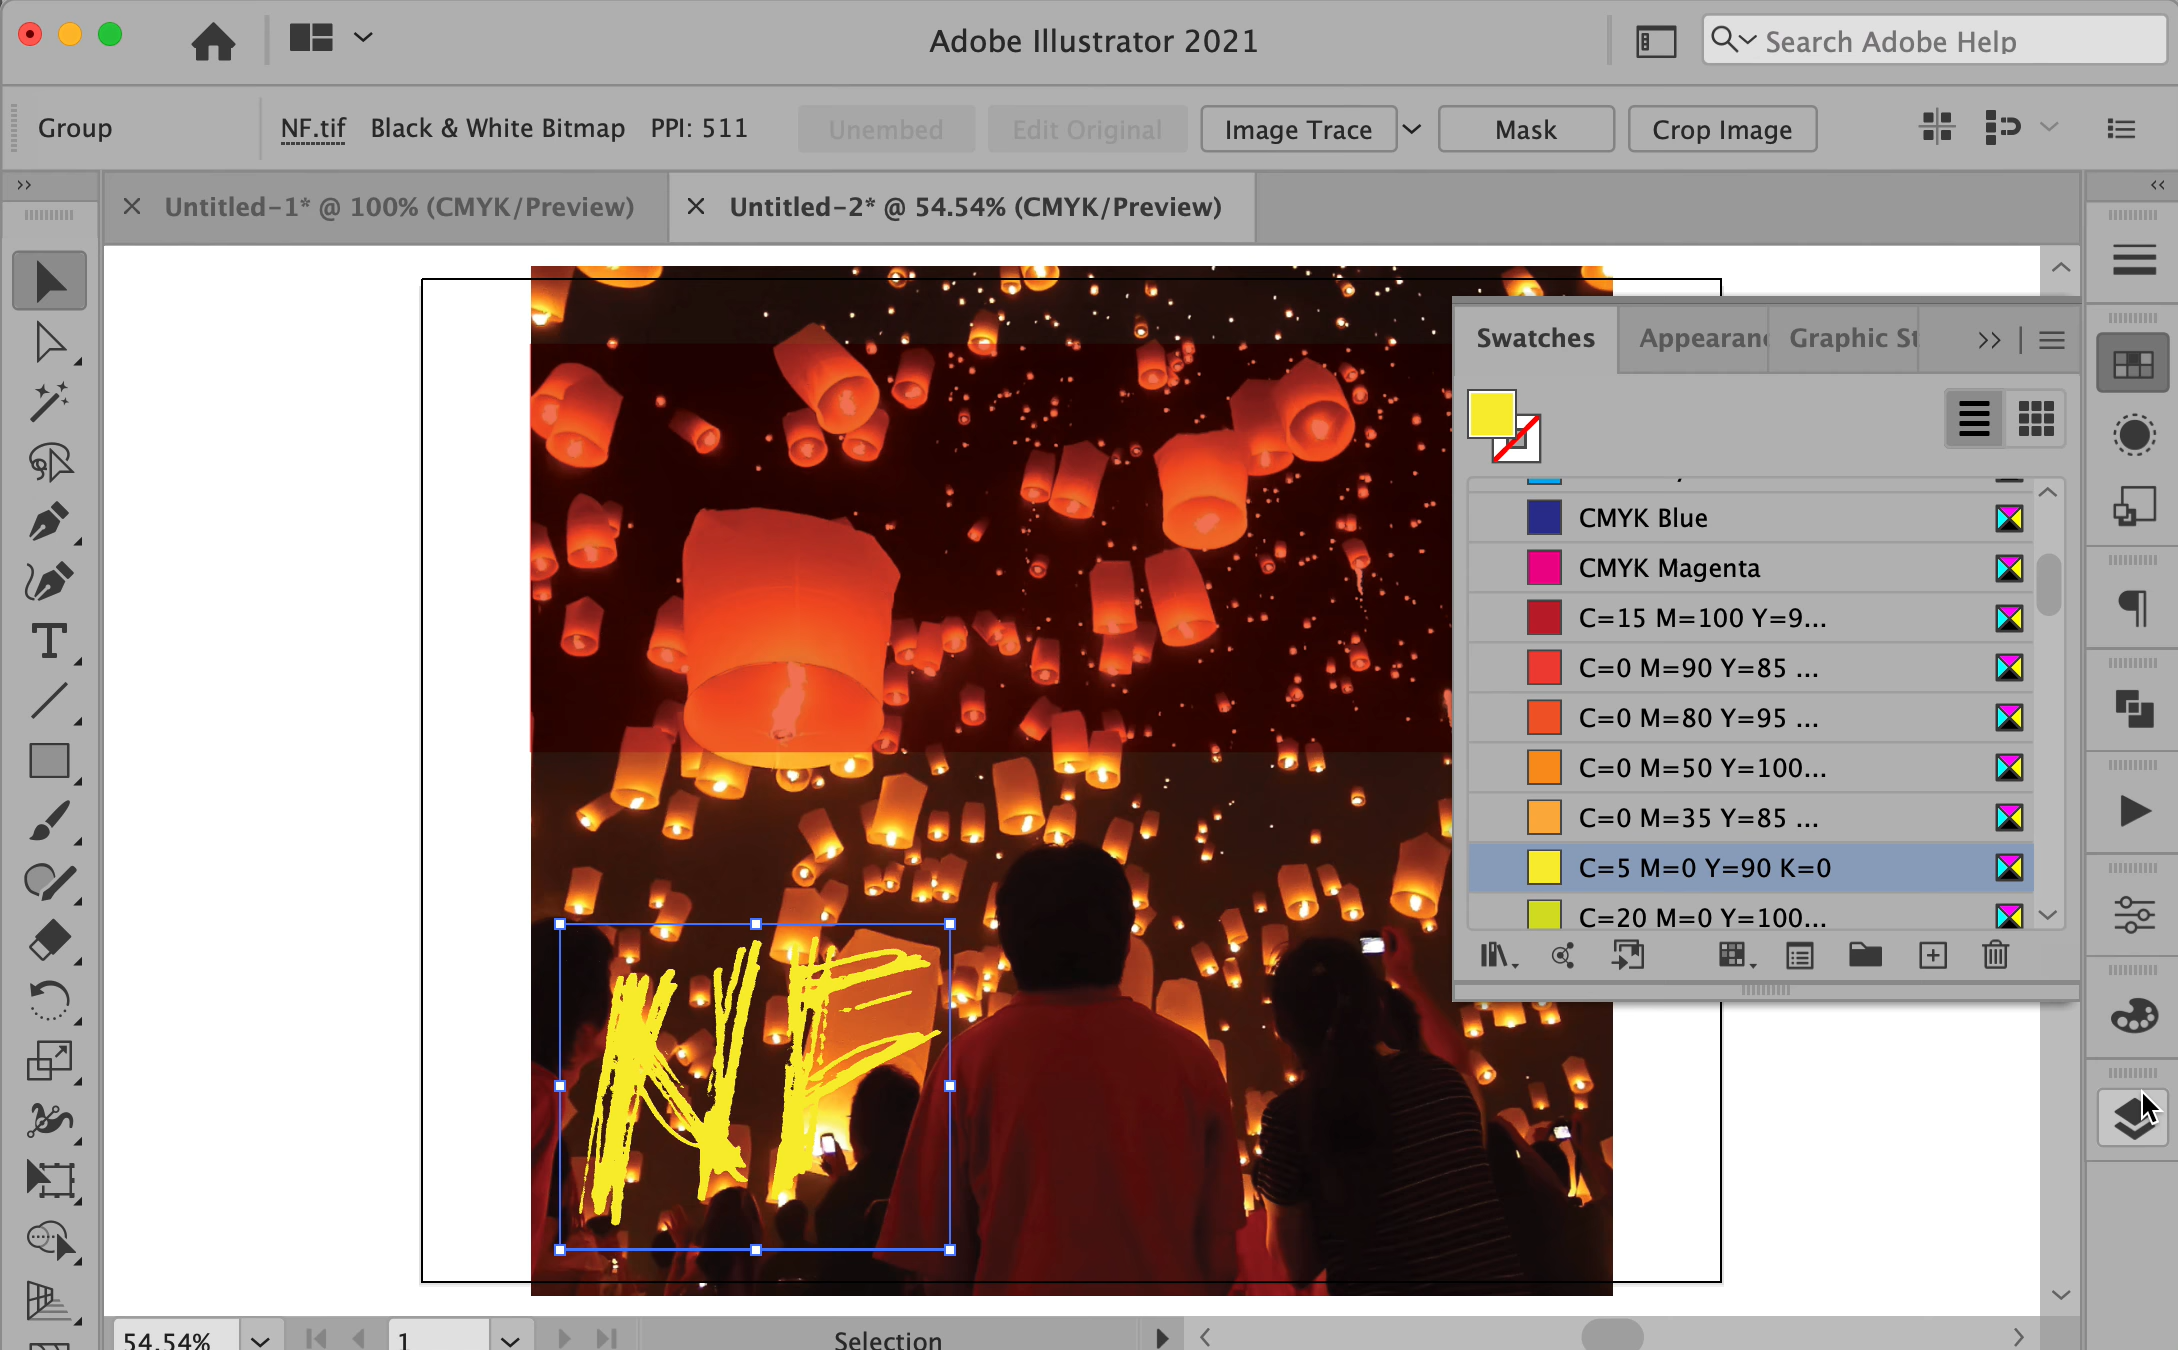 Adobe Illustrator 2021
Search Adobe Help
Group
NF.tif
Black & White Bitmap
PPI: 511
Unembed
Edit Original
Image Trace
Mask
Crop Image
Untitled-1* @ 100% (CMYK/Preview)
Untitled-2* @ 54.54% (CMYK/Preview)
Swatches
Appearan
Graphic St
CMYK Blue
CMYK Magenta
C=15 M=100 Y=9...
C=0 M=90 Y=85 ...
C=0 M=80 Y=95 ...
C=0 M=50 Y=100...
C=0 M=35 Y=85 ...
C=5 M=0 Y=90 K=0
C=20 M=0 Y=100...
NF
54.54%
1
Selection